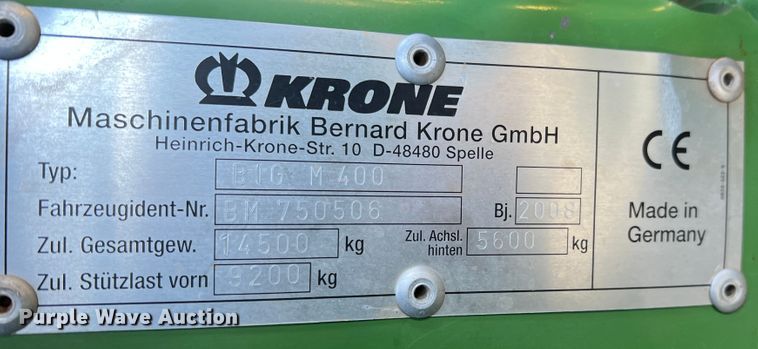 KRONE
Maschinenfabrik Bernard Krone GmbH
Heinrich-Krone-Str. 10 D-48480 Spelle
Typ: BIG M 400
Fahrzeugident-Nr. BM 750506 Bj. 2008
Zul. Gesamtgew. 14500 kg Zul. Achsl. hinten 5600 kg
Zul. Stützlast vorn 9200 kg
CE
Made in
Germany
Purple Wave Auction